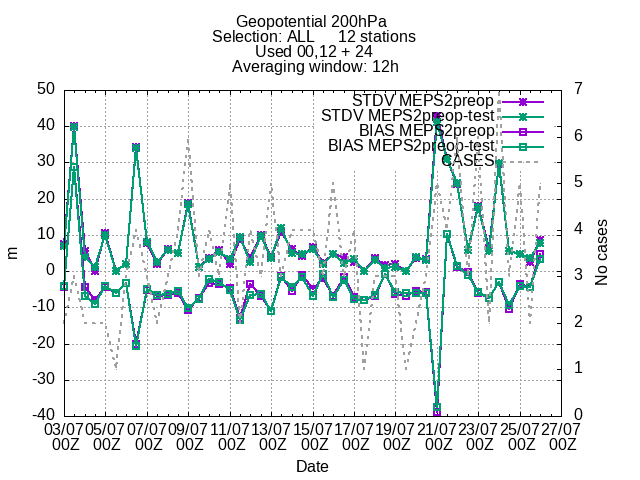 Geopotential 200hPa
Selection: ALL 12 stations
Used 00,12 + 24
Averaging window: 12h
STDV MEPS2preop
STDV MEPS2preop-test
BIAS MEPS2preop
BIAS MEPS2preop-test
CASES
50
40
30
20
10
0
-10
-20
-30
-40
m
7
6
5
4
3
2
1
0
No cases
03/07 05/07 07/07 09/07 11/07 13/07 15/07 17/07 19/07 21/07 23/07 25/07 27/07
00Z 00Z 00Z 00Z 00Z 00Z 00Z 00Z 00Z 00Z 00Z 00Z 00Z
Date